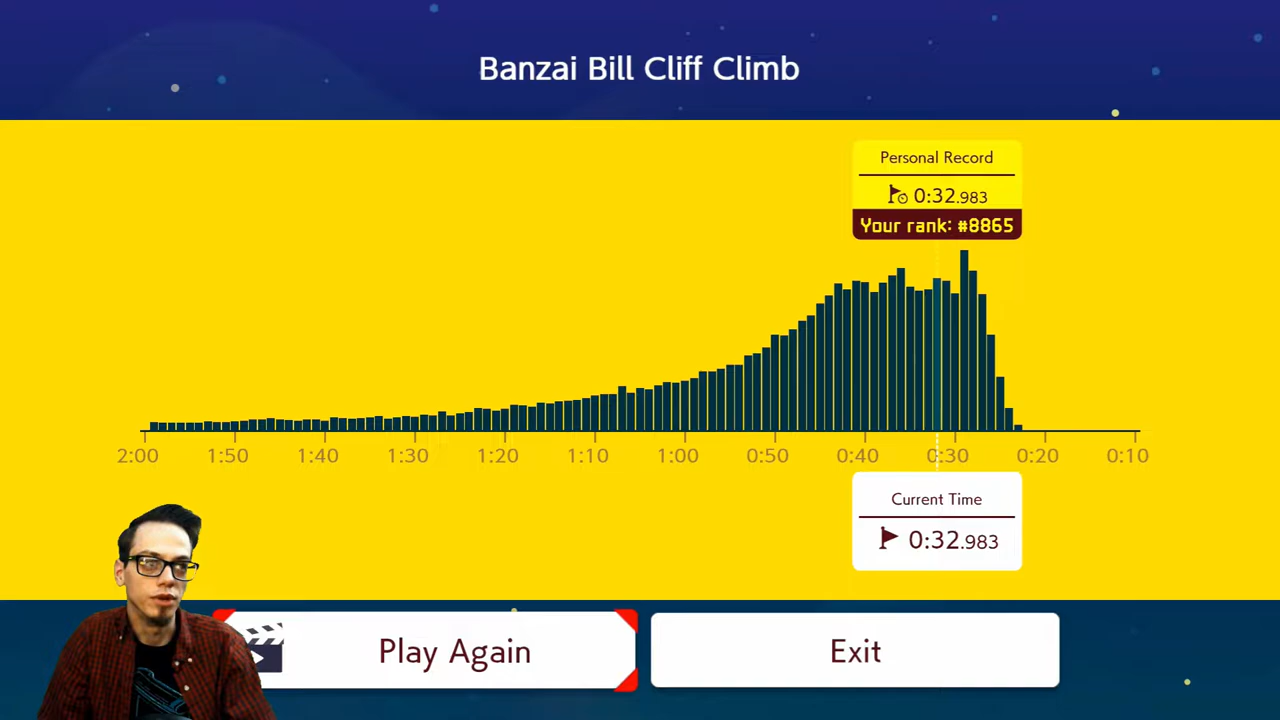 Banzai Bill Cliff Climb
Personal Record
0:32.983
Your rank: #8865
2:00 1:50 1:40 1:30 1:20 1:10 1:00 0:50 0:40 0:30 0:20 0:10
Current Time
0:32.983
Play Again
Exit